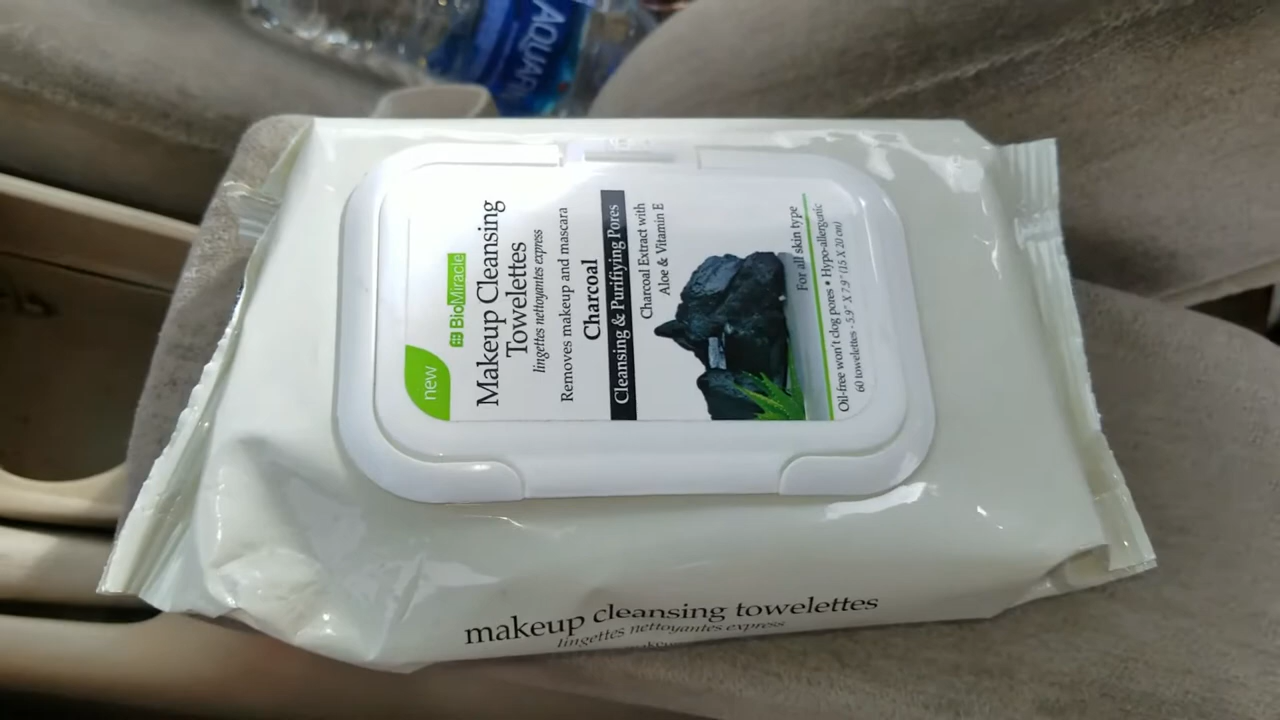 AQUAFI
new
BioMiracle
Makeup Cleansing
Towelettes
lingettes nettoyantes express
Removes makeup and mascara
Charcoal
Cleansing & Purifiying Pores
Charcoal Extract with
Aloe & Vitamin E
For all skin type
Oil-free won't clog pores • Hypo-allergenic
60 towelettes - 5.9" X 7.9" (15 X 20 cm)
makeup cleansing towelettes
lingettes nettoyantes express